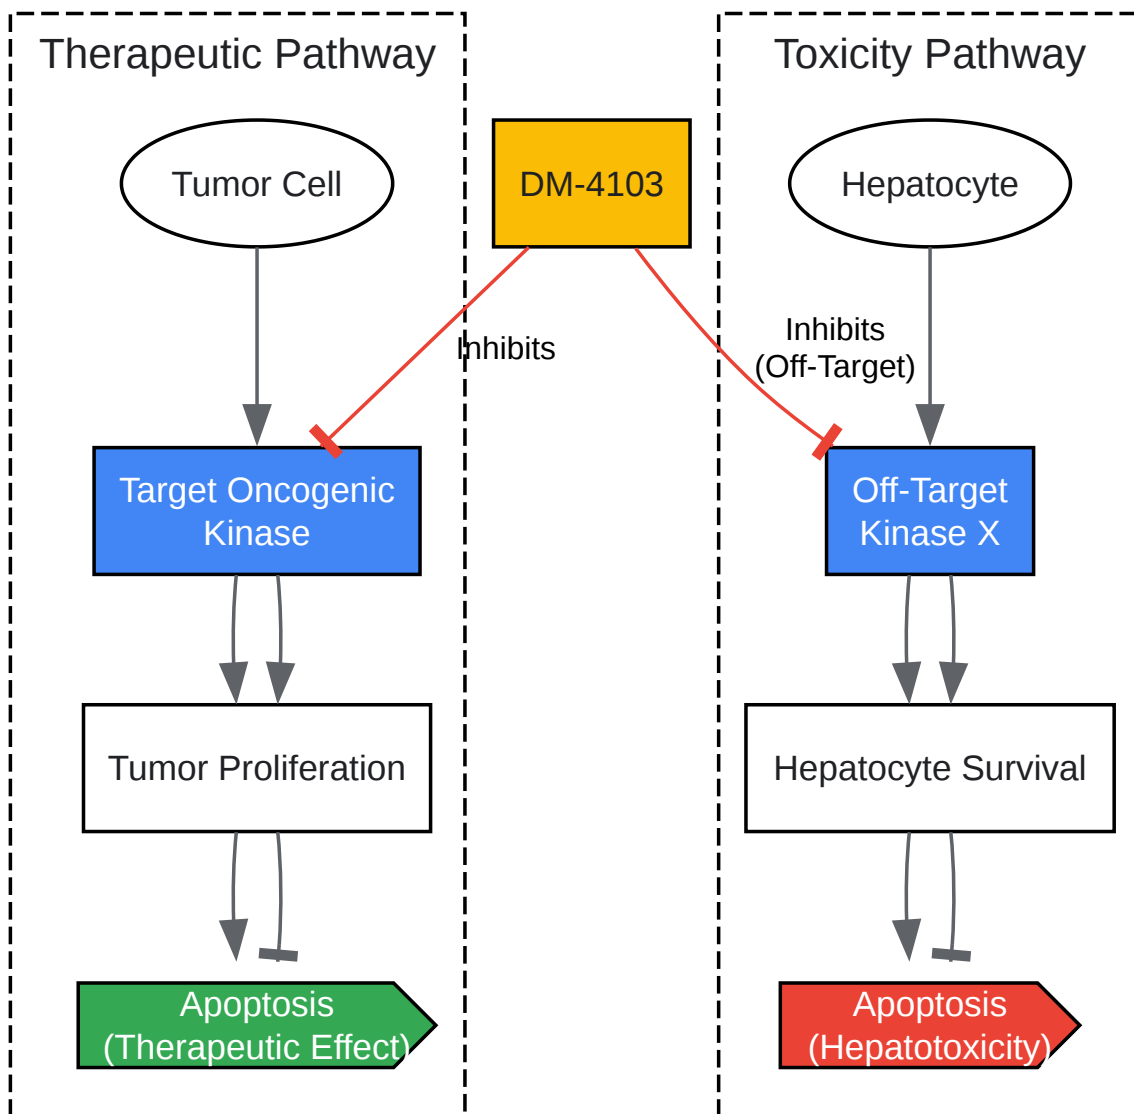 Therapeutic Pathway
Toxicity Pathway
Tumor Cell
DM-4103
Hepatocyte
Inhibits
Inhibits
(Off-Target)
Target Oncogenic
Kinase
Off-Target
Kinase X
Tumor Proliferation
Hepatocyte Survival
Apoptosis
(Therapeutic Effect)
Apoptosis
(Hepatotoxicity)